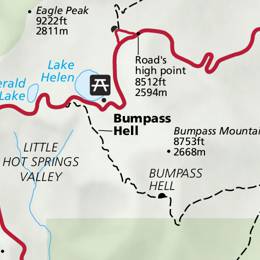 Eagle Peak
9222ft
2811m
Road's
high point
8512ft
2594m
Lake
Helen
erald
Lake
Bumpass
Hell
Bumpass Mountai
8753ft
2668m
LITTLE
HOT SPRINGS
VALLEY
BUMPASS
HELL